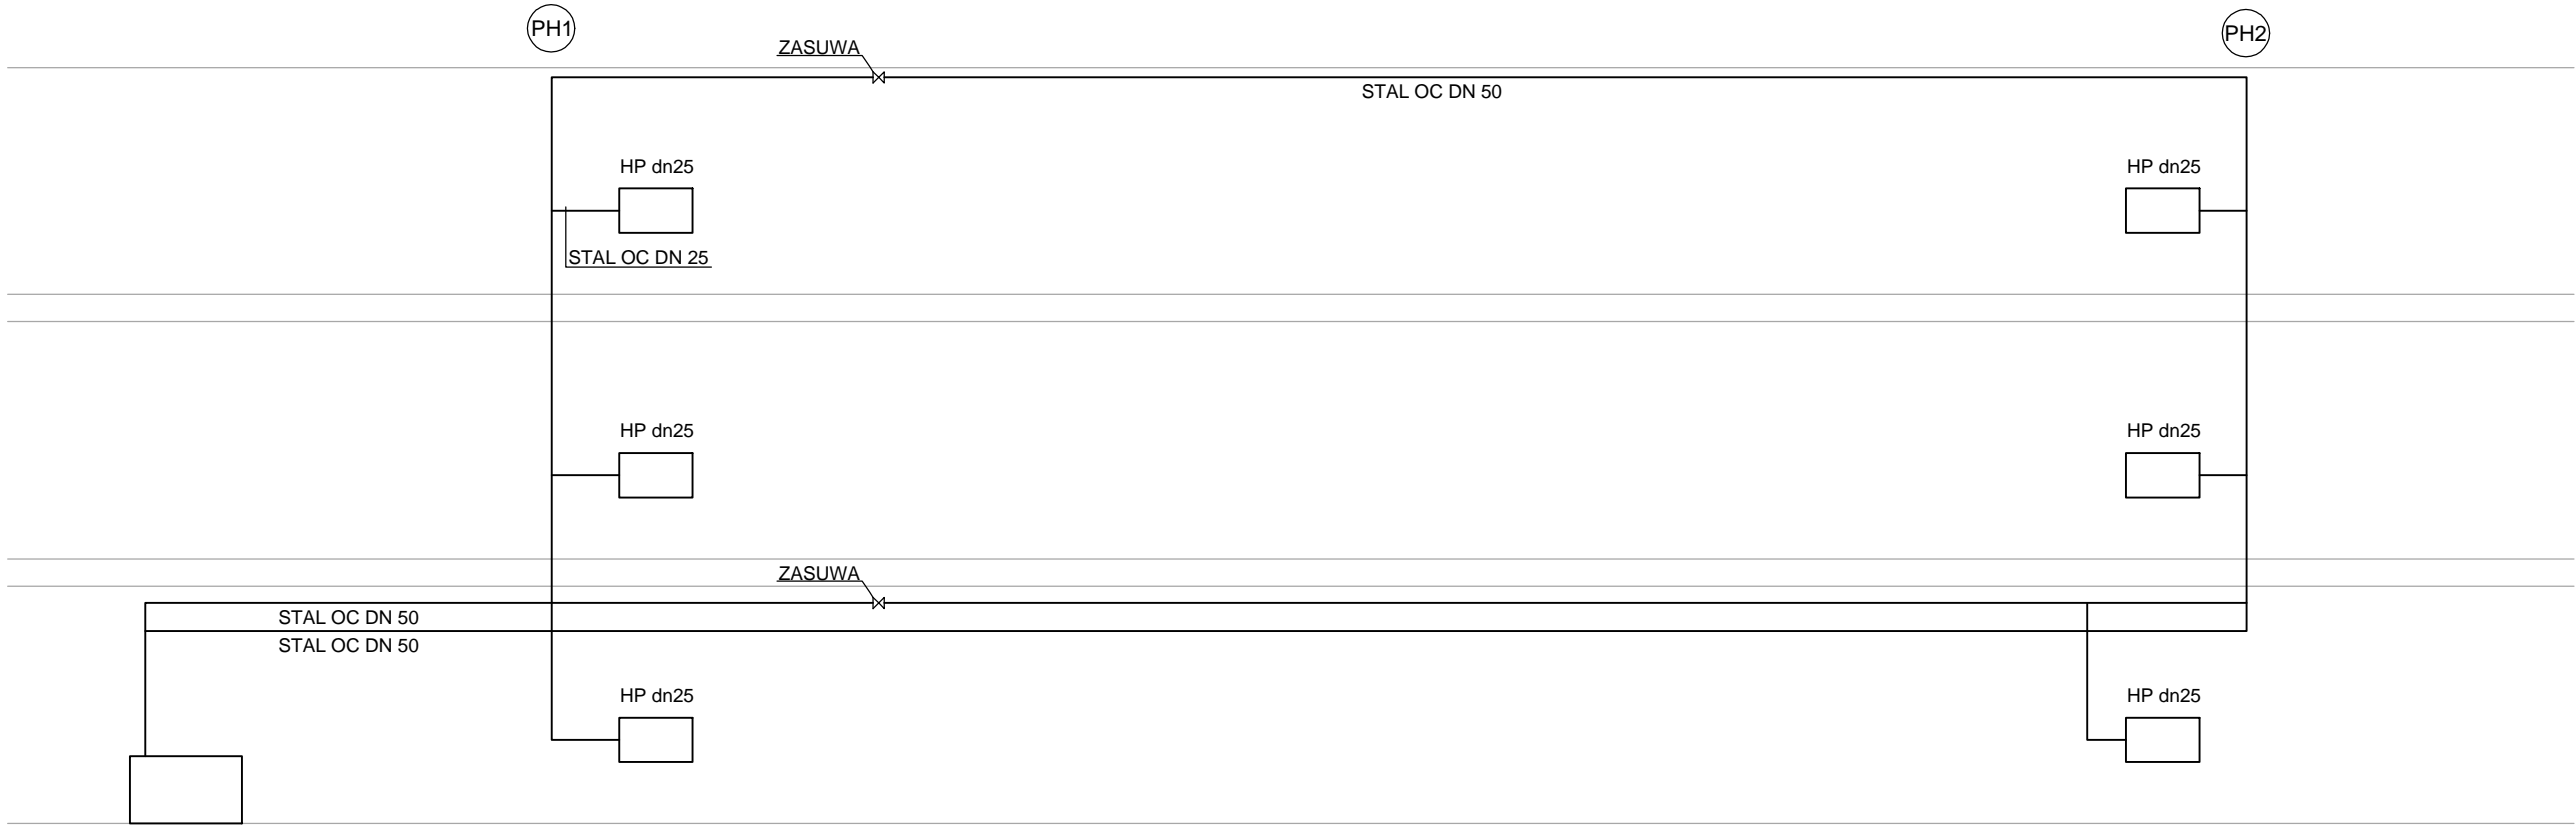 PH1
PH2
ZASUWA
STAL OC DN 50
HP dn25
HP dn25
STAL OC DN 25
HP dn25
HP dn25
ZASUWA
STAL OC DN 50
STAL OC DN 50
HP dn25
HP dn25